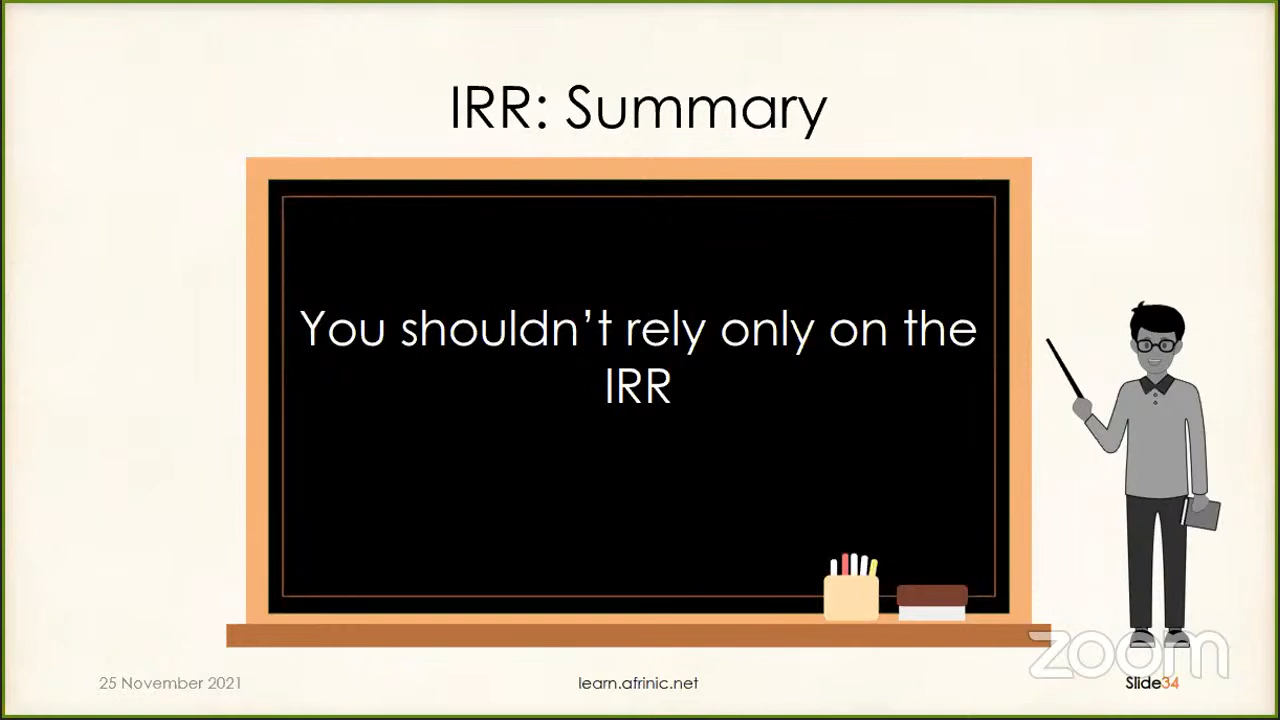 IRR: Summary
You shouldn’t rely only on the
IRR
zoom
25 November 2021
learn.afrinic.net
Slide34